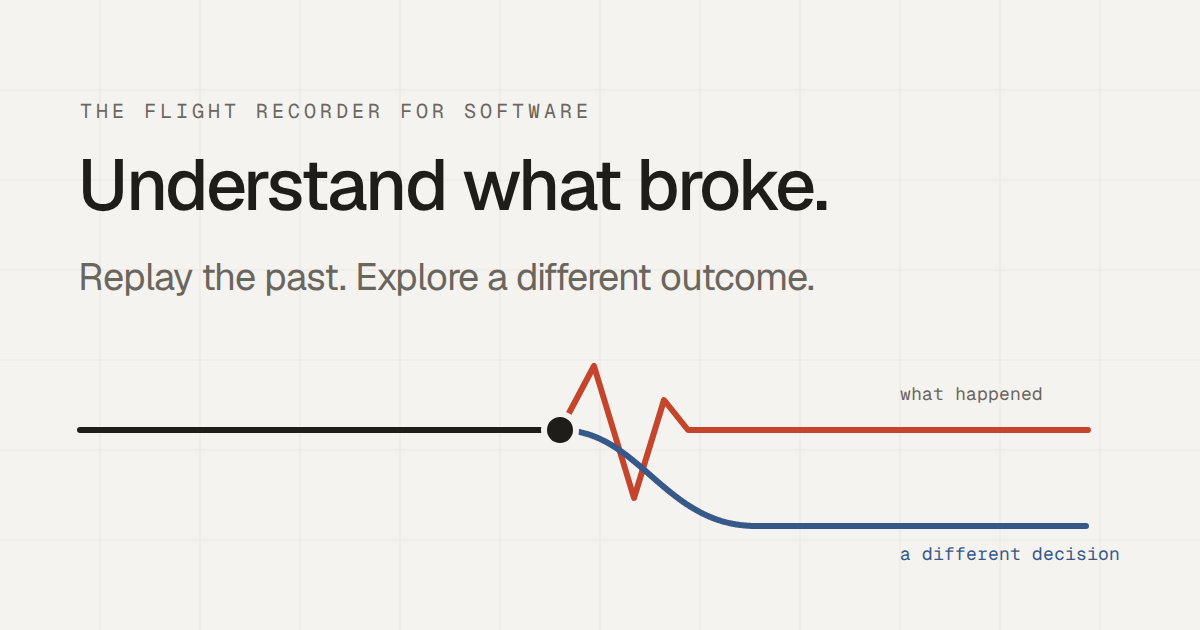 THE FLIGHT RECORDER FOR SOFTWARE
Understand what broke.
Replay the past. Explore a different outcome.
what happened
a different decision